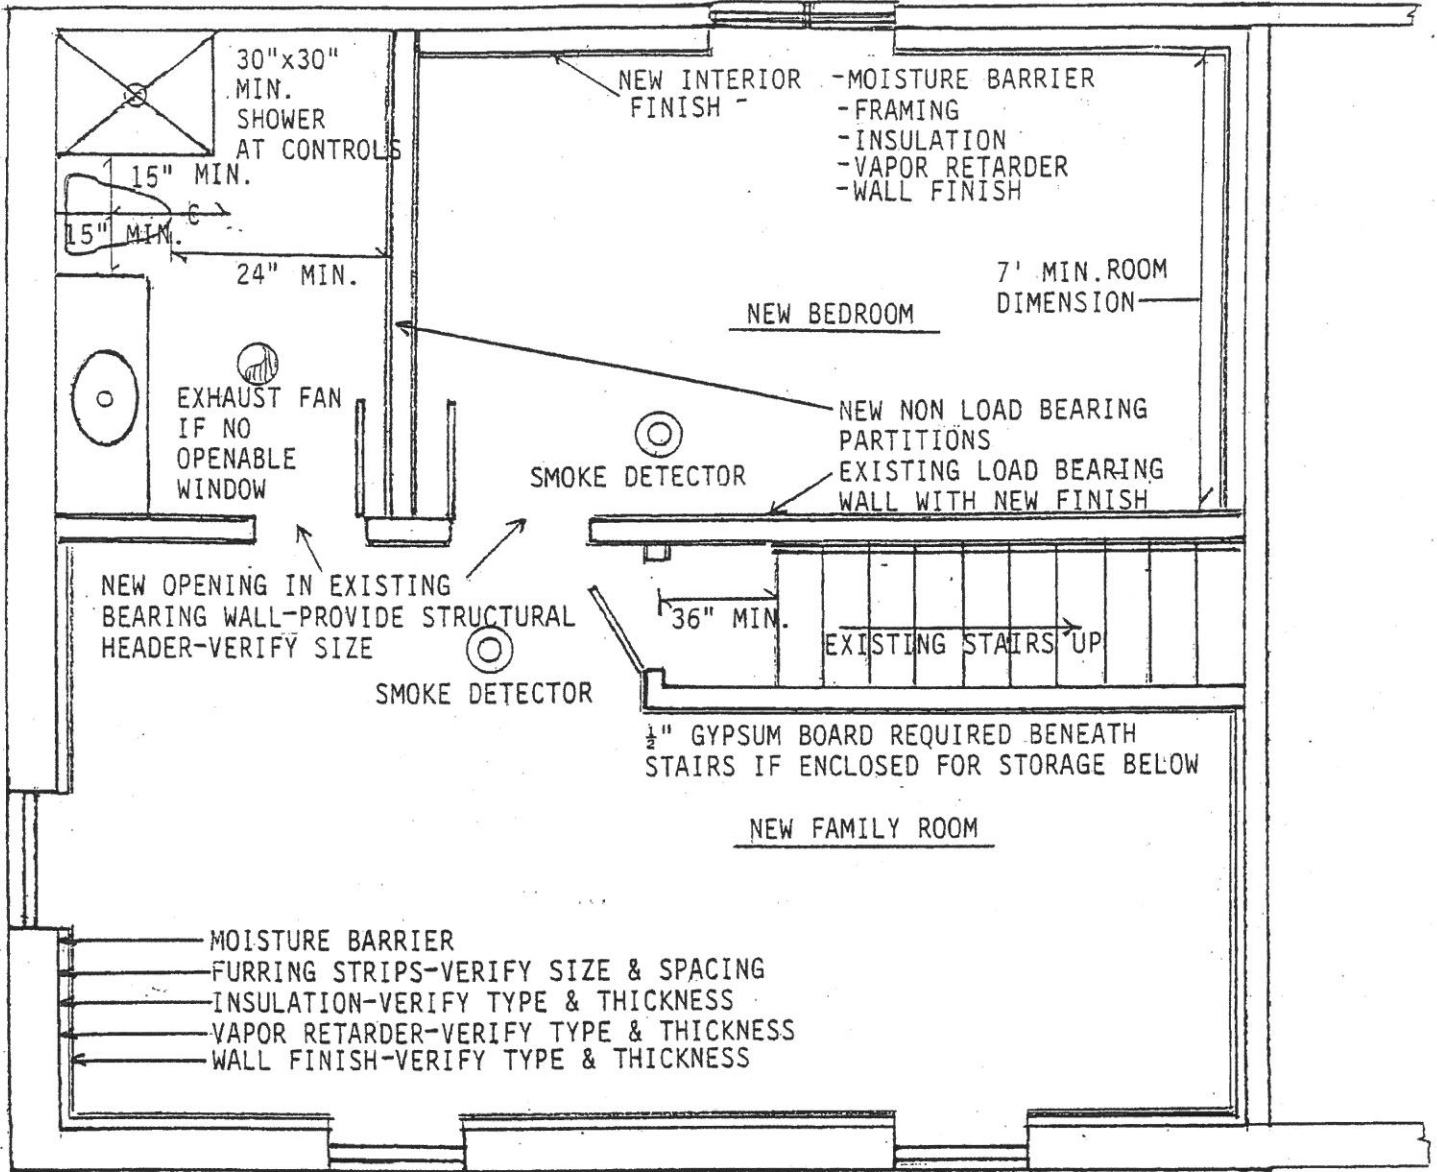 30"x30"
MIN.
SHOWER
AT CONTROLS
15" MIN.
C
15" MIN.
24" MIN.
NEW INTERIOR
FINISH -
-MOISTURE BARRIER
-FRAMING
-INSULATION
-VAPOR RETARDER
-WALL FINISH
7' MIN. ROOM
DIMENSION
NEW BEDROOM
EXHAUST FAN
IF NO
OPENABLE
WINDOW
SMOKE DETECTOR
NEW NON LOAD BEARING
PARTITIONS
EXISTING LOAD BEARING
WALL WITH NEW FINISH
NEW OPENING IN EXISTING
BEARING WALL-PROVIDE STRUCTURAL
HEADER-VERIFY SIZE
SMOKE DETECTOR
36" MIN.
EXISTING STAIRS UP
½" GYPSUM BOARD REQUIRED BENEATH
STAIRS IF ENCLOSED FOR STORAGE BELOW
NEW FAMILY ROOM
MOISTURE BARRIER
FURRING STRIPS-VERIFY SIZE & SPACING
INSULATION-VERIFY TYPE & THICKNESS
VAPOR RETARDER-VERIFY TYPE & THICKNESS
WALL FINISH-VERIFY TYPE & THICKNESS